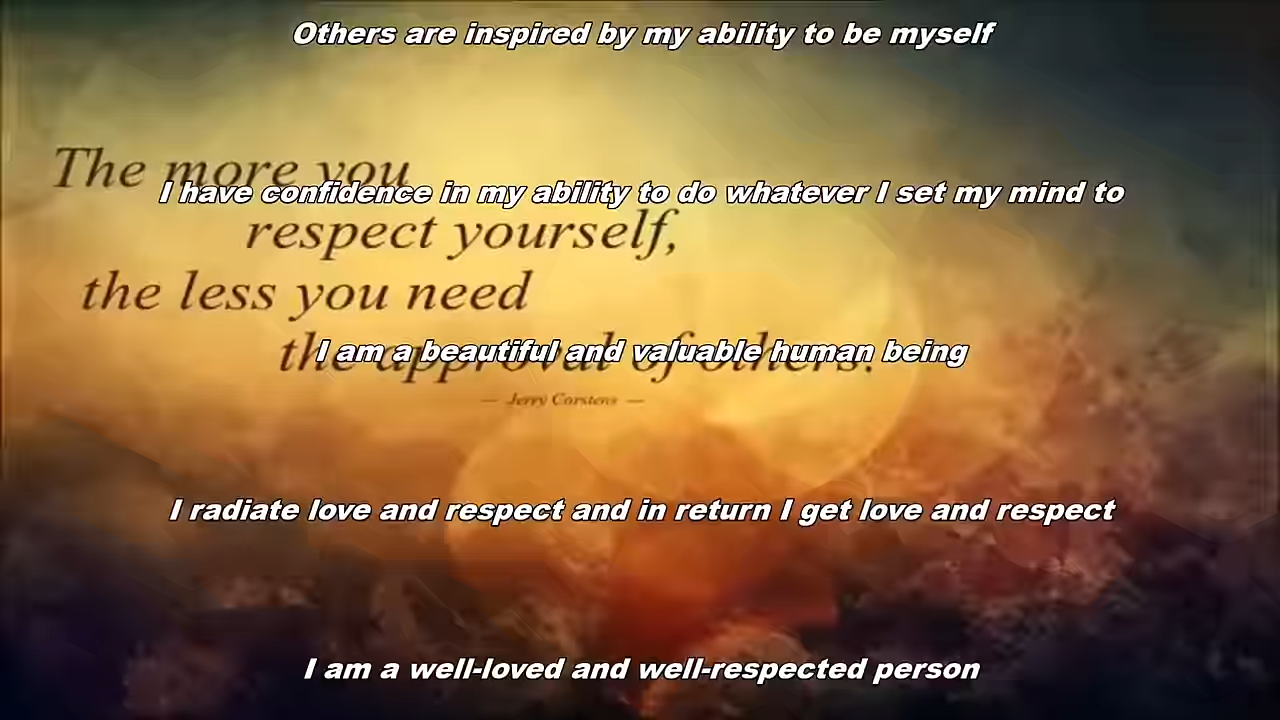 Others are inspired by my ability to be myself
The more you
I have confidence in my ability to do whatever I set my mind to
respect yourself,
the less you need
the approval of others.
I am a beautiful and valuable human being
— Jerry Corstens —
I radiate love and respect and in return I get love and respect
I am a well-loved and well-respected person